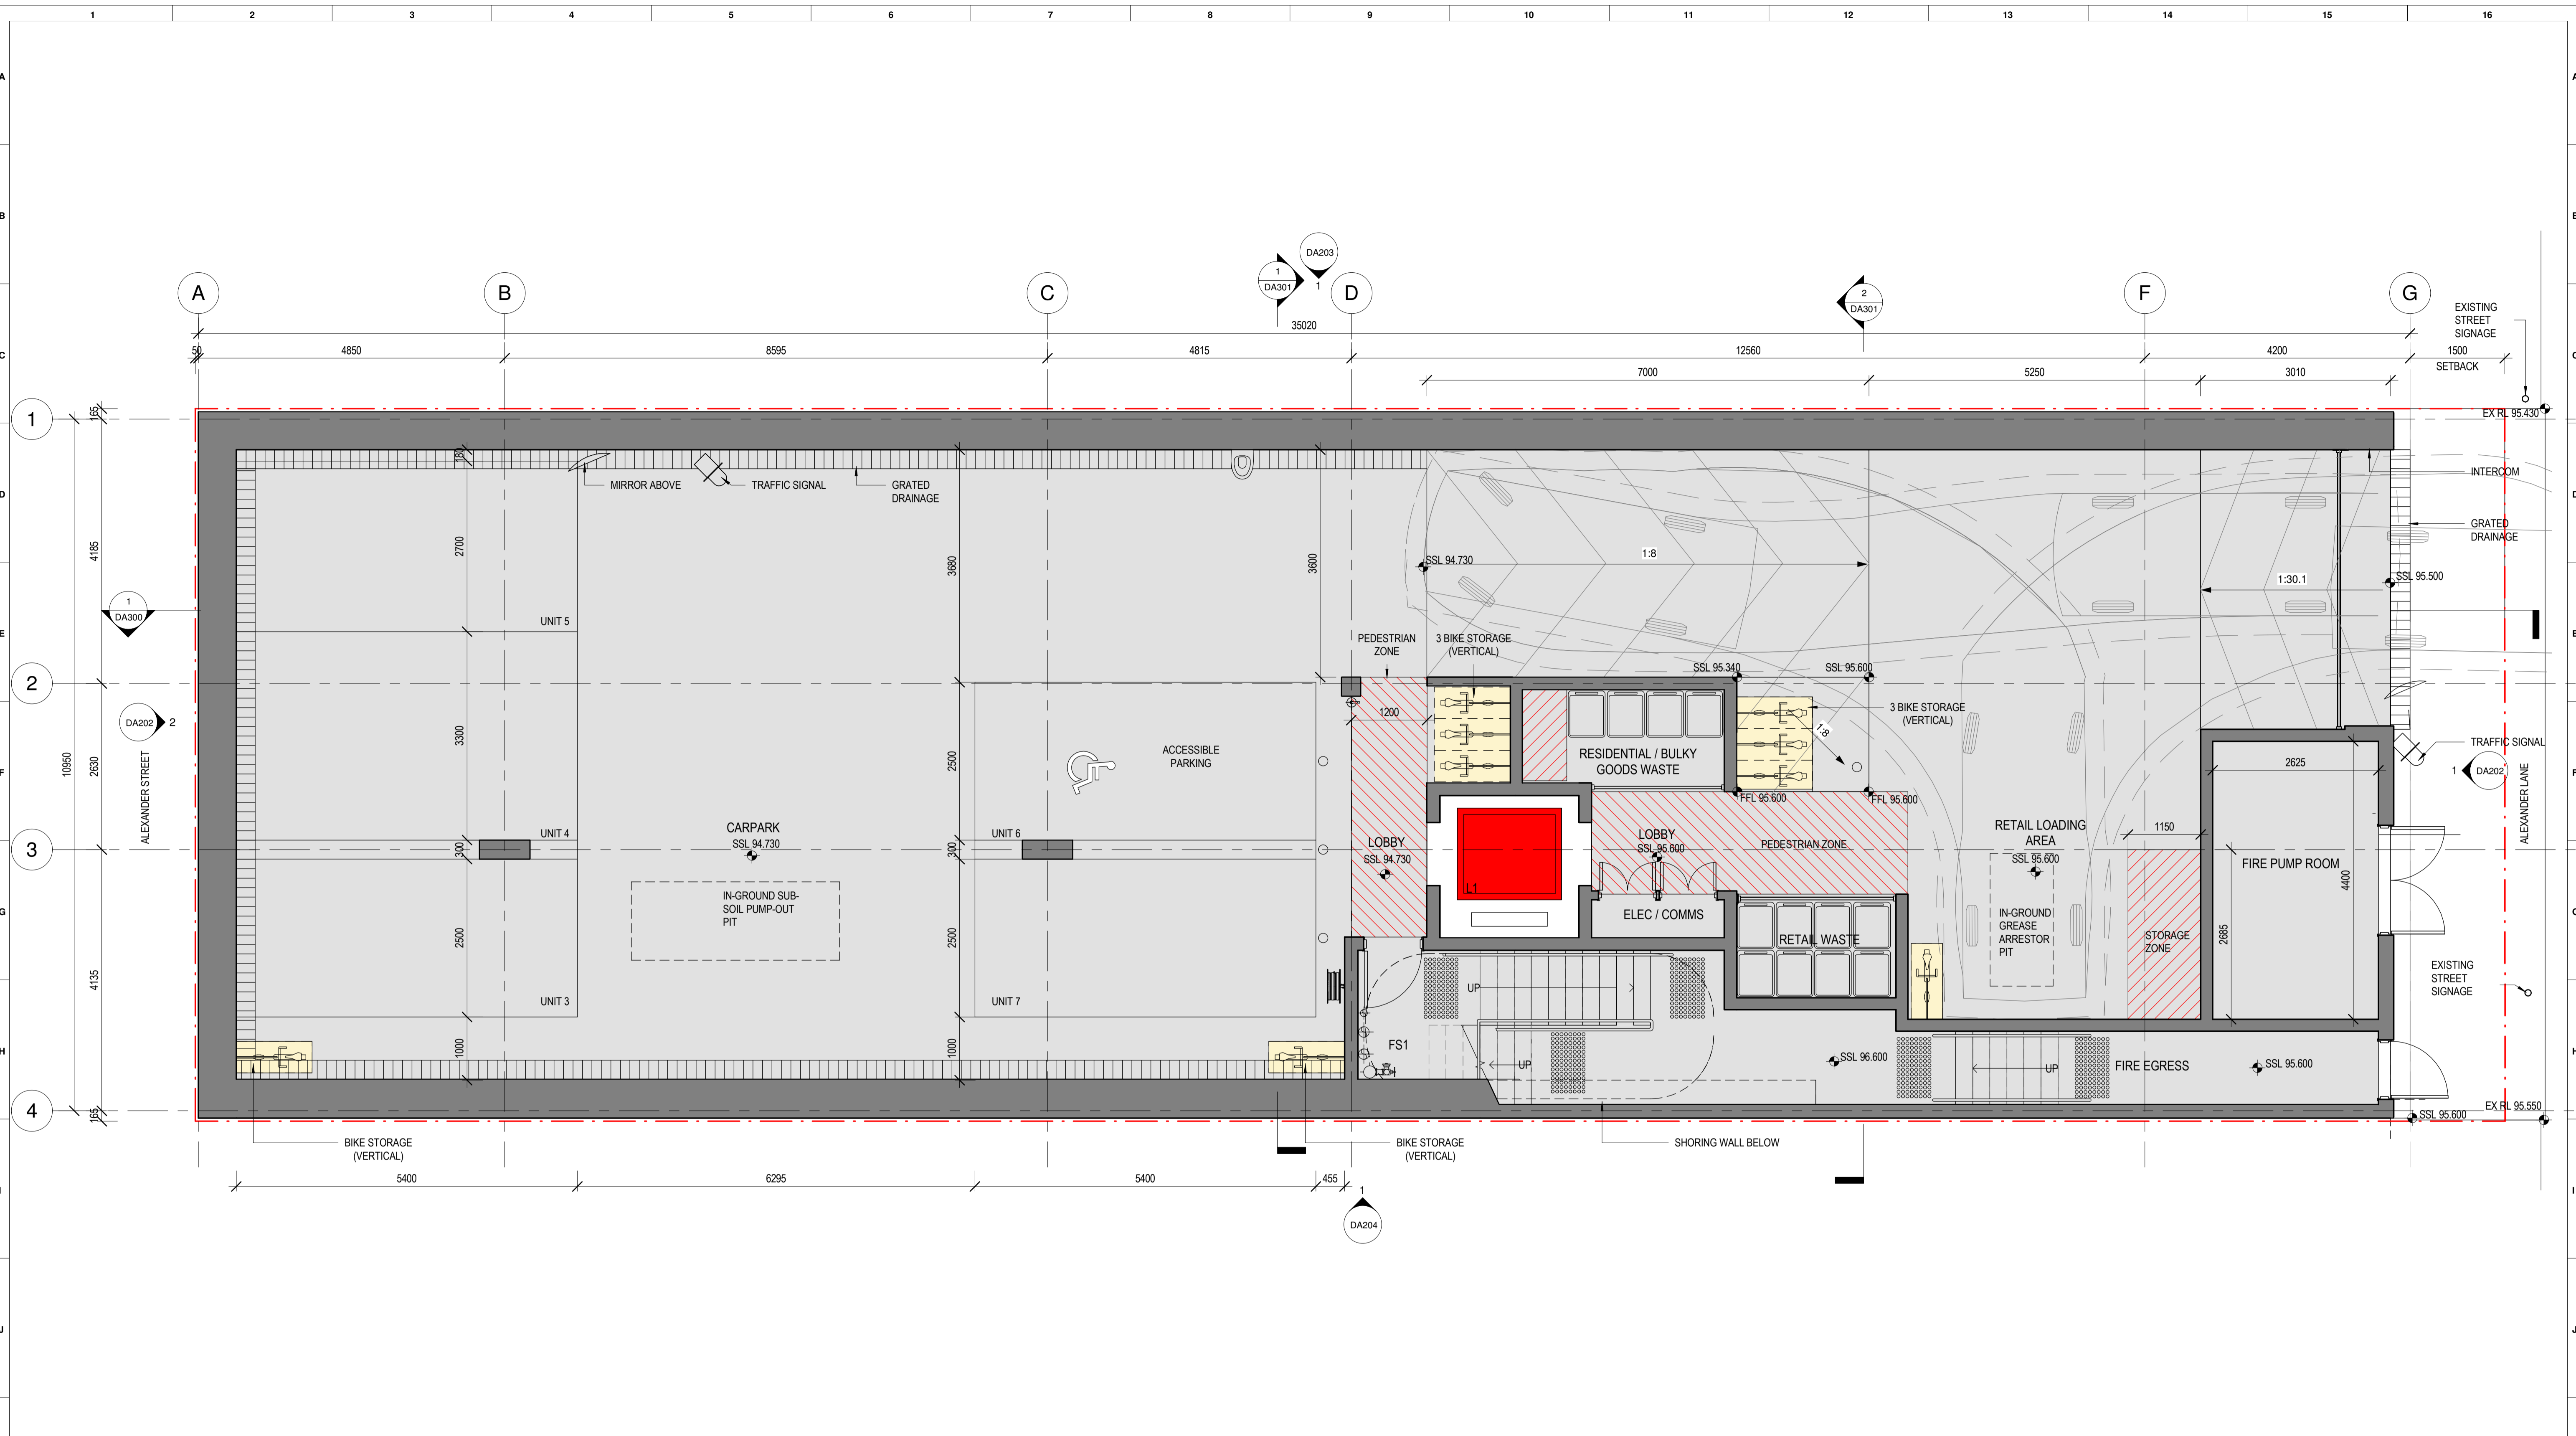 1 2 3 4 5 6 7 8 9 10 11 12 13 14 15 16
A
B
C
D
E
F
G
H
I
J
A
E
C
D
E
F
G
H
I
J
DA203
1
1
DA301
2
DA301
A B C D F G
35020
50 4850 8595 4815 12560 4200 1500
SETBACK
7000 5250 3010
EXISTING
STREET
SIGNAGE
1
2
3
4
165
4185
2630
4135
165
10950
EX RL 95.430
180
2700
3300
300
2500
1000
MIRROR ABOVE
TRAFFIC SIGNAL
GRATED
DRAINAGE
3680
2500
300
2500
1000
3600
INTERCOM
GRATED
DRAINAGE
SSL 94.730
1:8
1:30.1
SSL 95.500
1
DA300
DA202
2
ALEXANDER STREET
UNIT 5
UNIT 4
UNIT 3
UNIT 6
UNIT 7
PEDESTRIAN
ZONE
3 BIKE STORAGE
(VERTICAL)
SSL 95.340
SSL 95.600
1200
3 BIKE STORAGE
(VERTICAL)
1:8
ACCESSIBLE
PARKING
RESIDENTIAL / BULKY
GOODS WASTE
FFL 95.600
FFL 95.600
TRAFFIC SIGNAL
1
DA202
ALEXANDER LANE
2625
4400
CARPARK
SSL 94.730
IN-GROUND SUB-
SOIL PUMP-OUT
PIT
LOBBY
SSL 94.730
L1
LOBBY
SSL 95.600
PEDESTRIAN ZONE
RETAIL LOADING
AREA
SSL 95.600
1150
FIRE PUMP ROOM
ELEC / COMMS
RETAIL WASTE
IN-GROUND
GREASE
ARRESTOR
PIT
STORAGE
ZONE
2685
EXISTING
STREET
SIGNAGE
UP
FS1
UP
SSL 96.600
UP
FIRE EGRESS
SSL 95.600
EX RL 95.550
SSL 95.600
BIKE STORAGE
(VERTICAL)
BIKE STORAGE
(VERTICAL)
SHORING WALL BELOW
5400 6295 5400 455
1
DA204